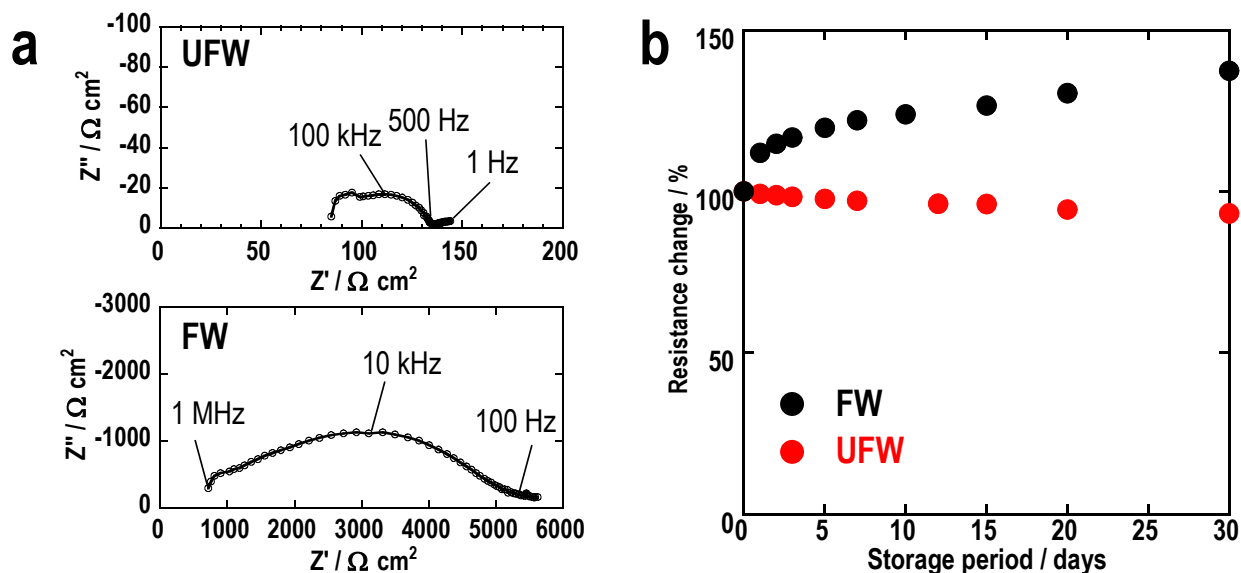 a
UFW
-100
-80
-60
-40
-20
0
Z'' / Ω cm²
100 kHz
500 Hz
1 Hz
0
50
100
150
200
Z' / Ω cm²
FW
-3000
-2000
-1000
0
Z'' / Ω cm²
1 MHz
10 kHz
100 Hz
0
1000
2000
3000
4000
5000
6000
Z' / Ω cm²
b
150
100
50
0
Resistance change / %
FW
UFW
0
5
10
15
20
25
30
Storage period / days